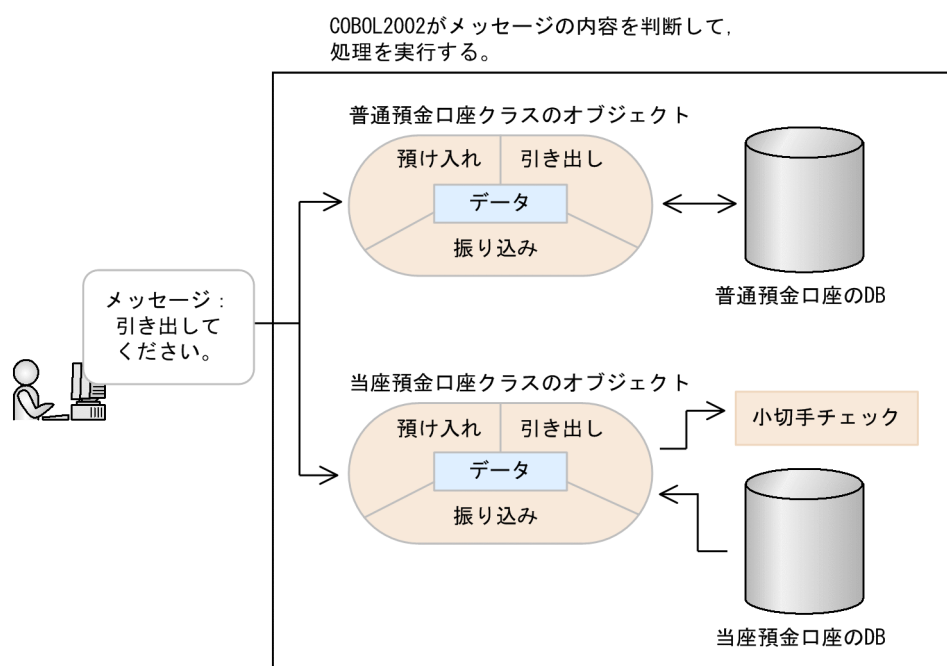 COBOL2002がメッセージの内容を判断して,
処理を実行する。
普通預金口座クラスのオブジェクト
預け入れ
引き出し
データ
振り込み
普通預金口座のDB
メッセージ：
引き出して
ください。
当座預金口座クラスのオブジェクト
預け入れ
引き出し
データ
振り込み
小切手チェック
当座預金口座のDB